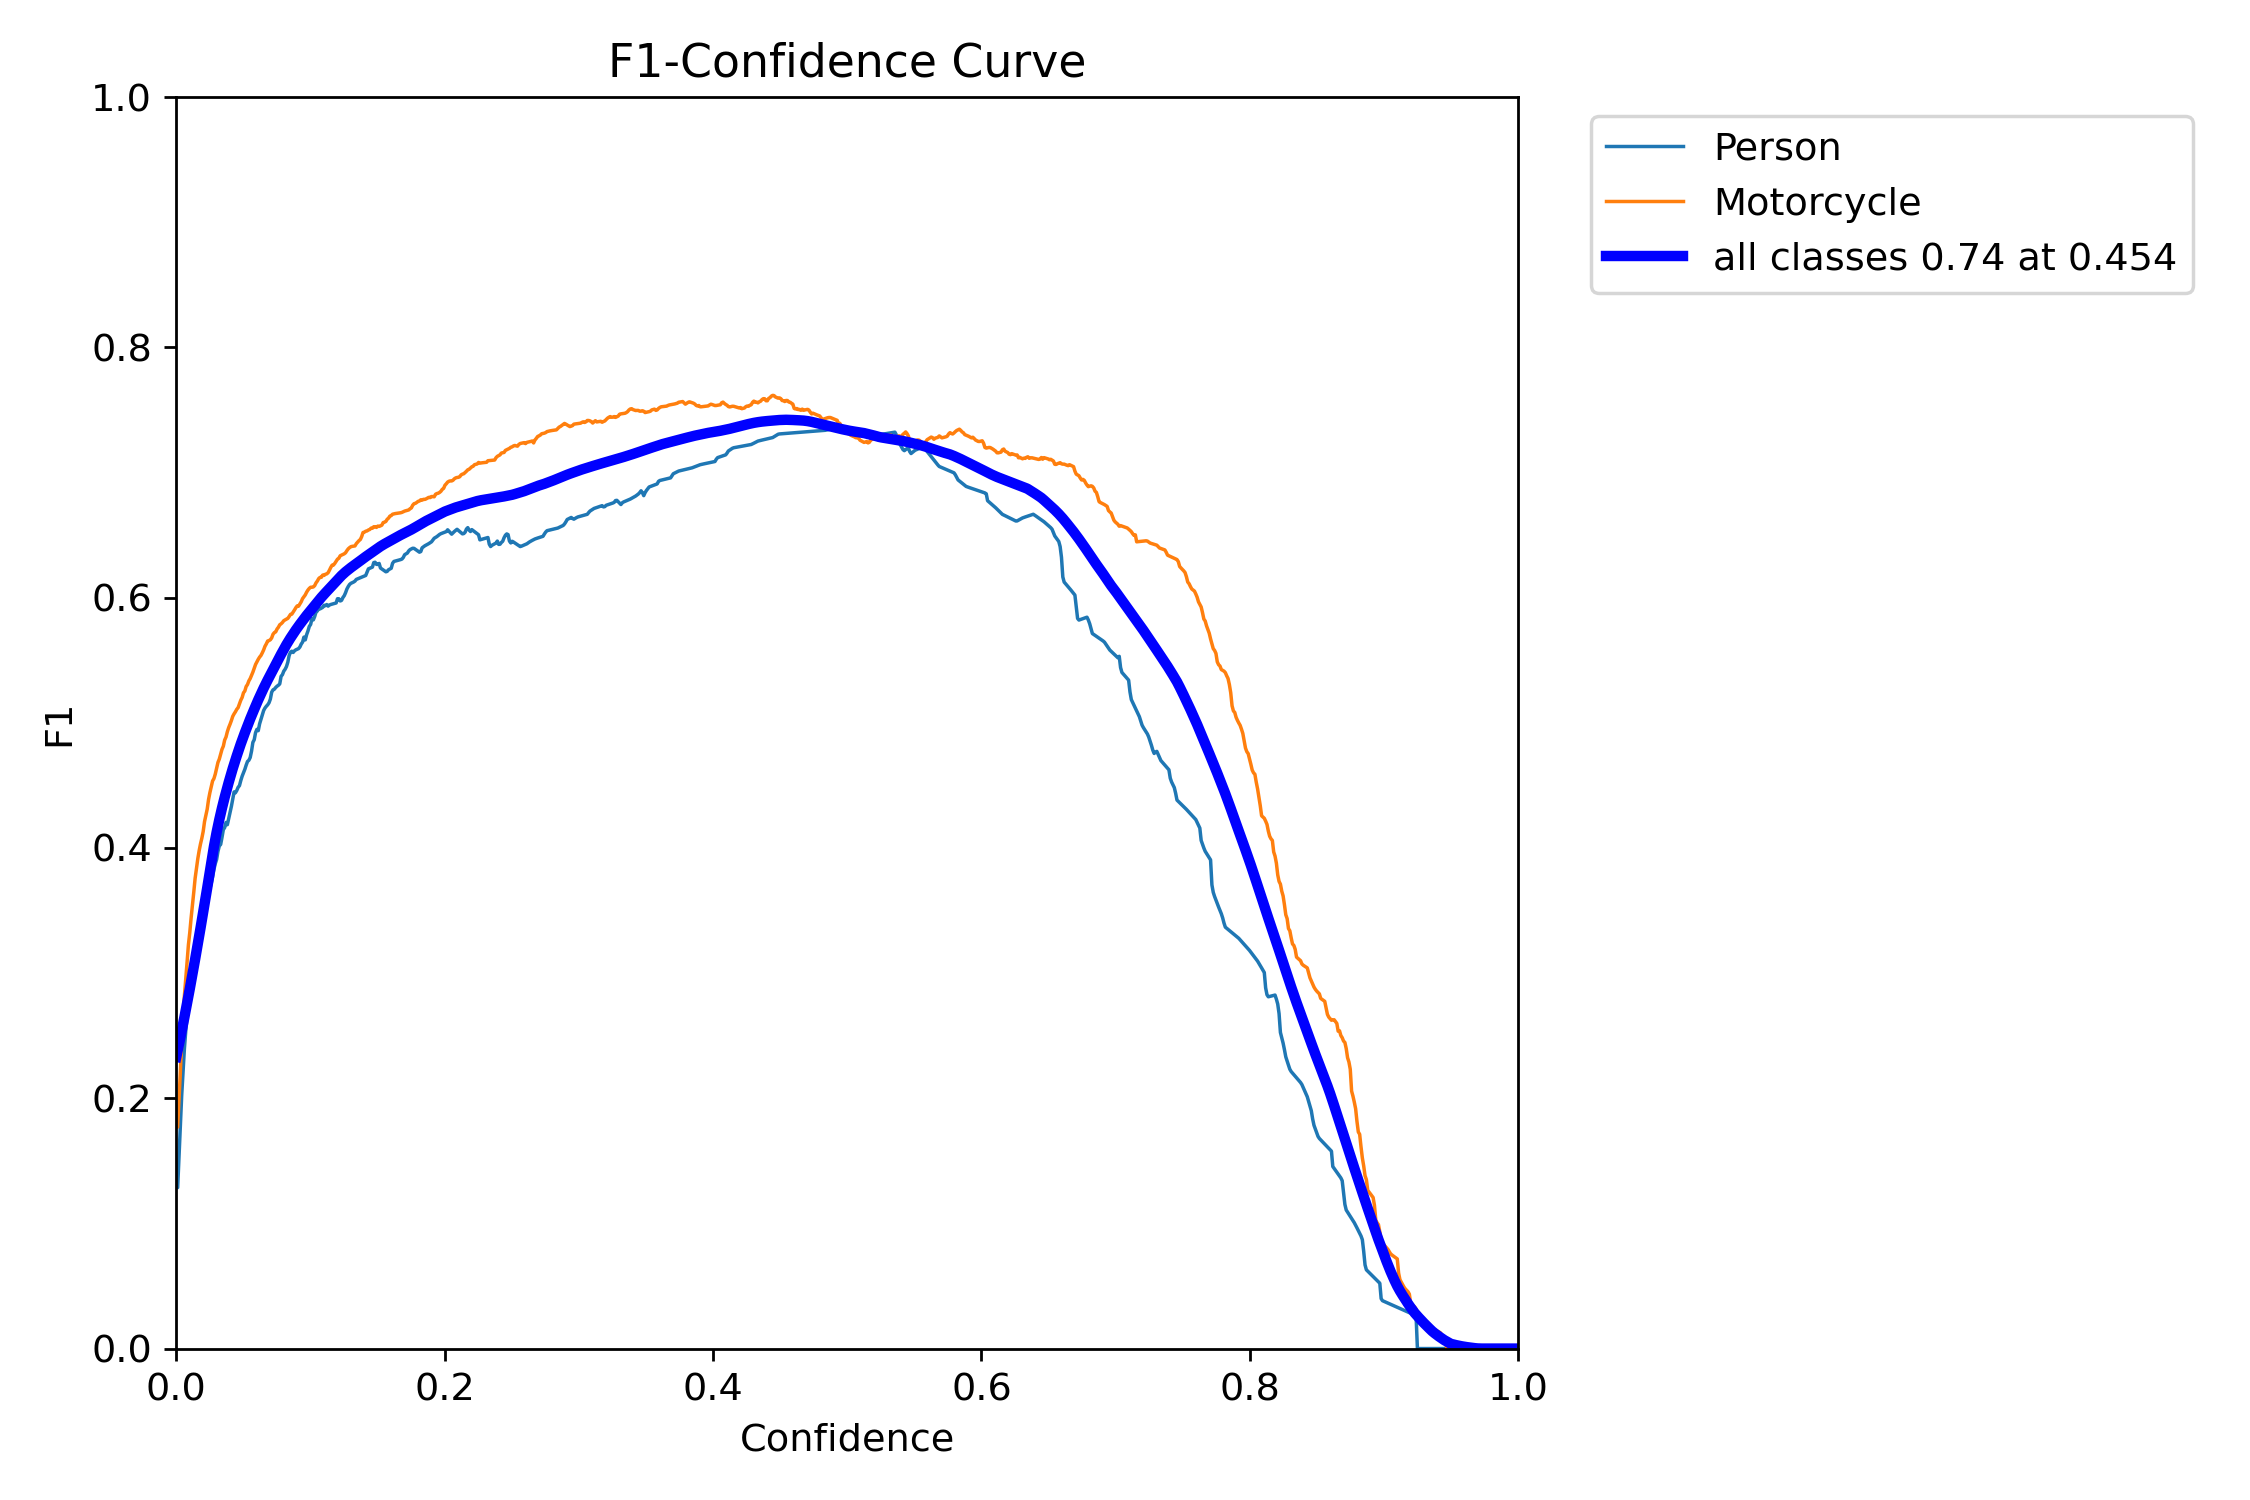 F1-Confidence Curve
1.0
0.8
0.6
0.4
0.2
0.0
F1
0.0 0.2 0.4 0.6 0.8 1.0
Confidence
Person
Motorcycle
all classes 0.74 at 0.454